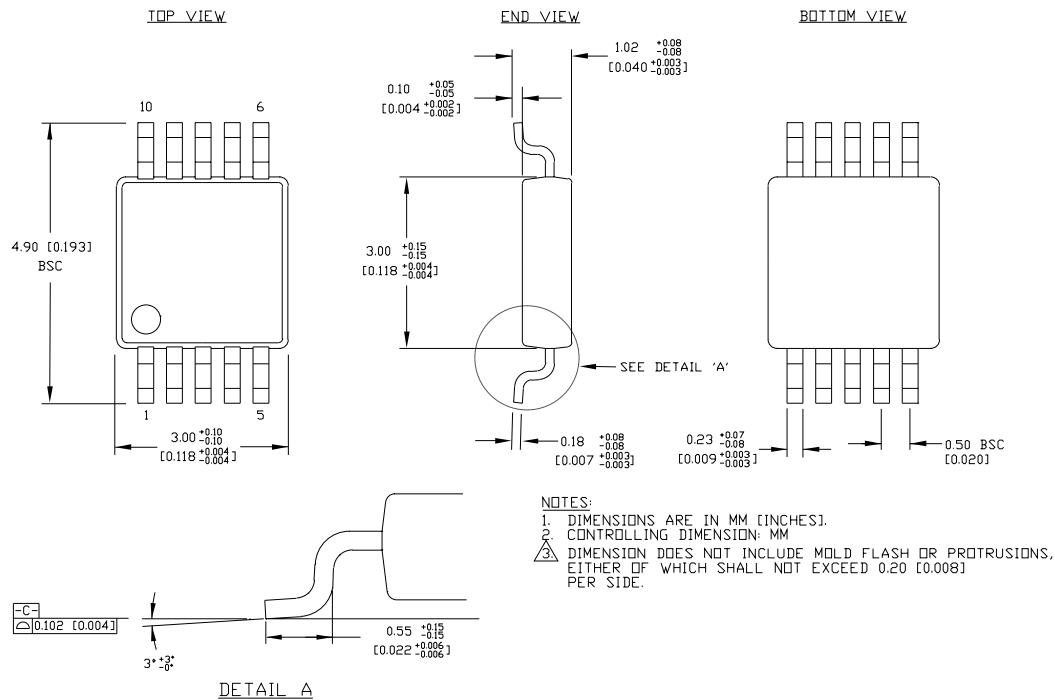 TOP VIEW
END VIEW
BOTTOM VIEW
1.02 +0.08 -0.08
[0.040 +0.003 -0.003]
0.10 +0.05 -0.05
[0.004 +0.002 -0.002]
10 6
4.90 [0.193]
BSC
3.00 +0.15 -0.15
[0.118 +0.004 -0.004]
SEE DETAIL 'A'
1 5
3.00 +0.10 -0.10
[0.118 +0.004 -0.004]
0.18 +0.08 -0.08
[0.007 +0.003 -0.003]
0.23 +0.07 -0.08
[0.009 +0.003 -0.003]
0.50 BSC
[0.020]
NOTES:
1. DIMENSIONS ARE IN MM [INCHES].
2. CONTROLLING DIMENSION: MM
3. DIMENSION DOES NOT INCLUDE MOLD FLASH OR PROTRUSIONS,
EITHER OF WHICH SHALL NOT EXCEED 0.20 [0.008]
PER SIDE.
-C-
0.102 [0.004]
3° +3° -0°
0.55 +0.15 -0.15
[0.022 +0.006 -0.006]
DETAIL A